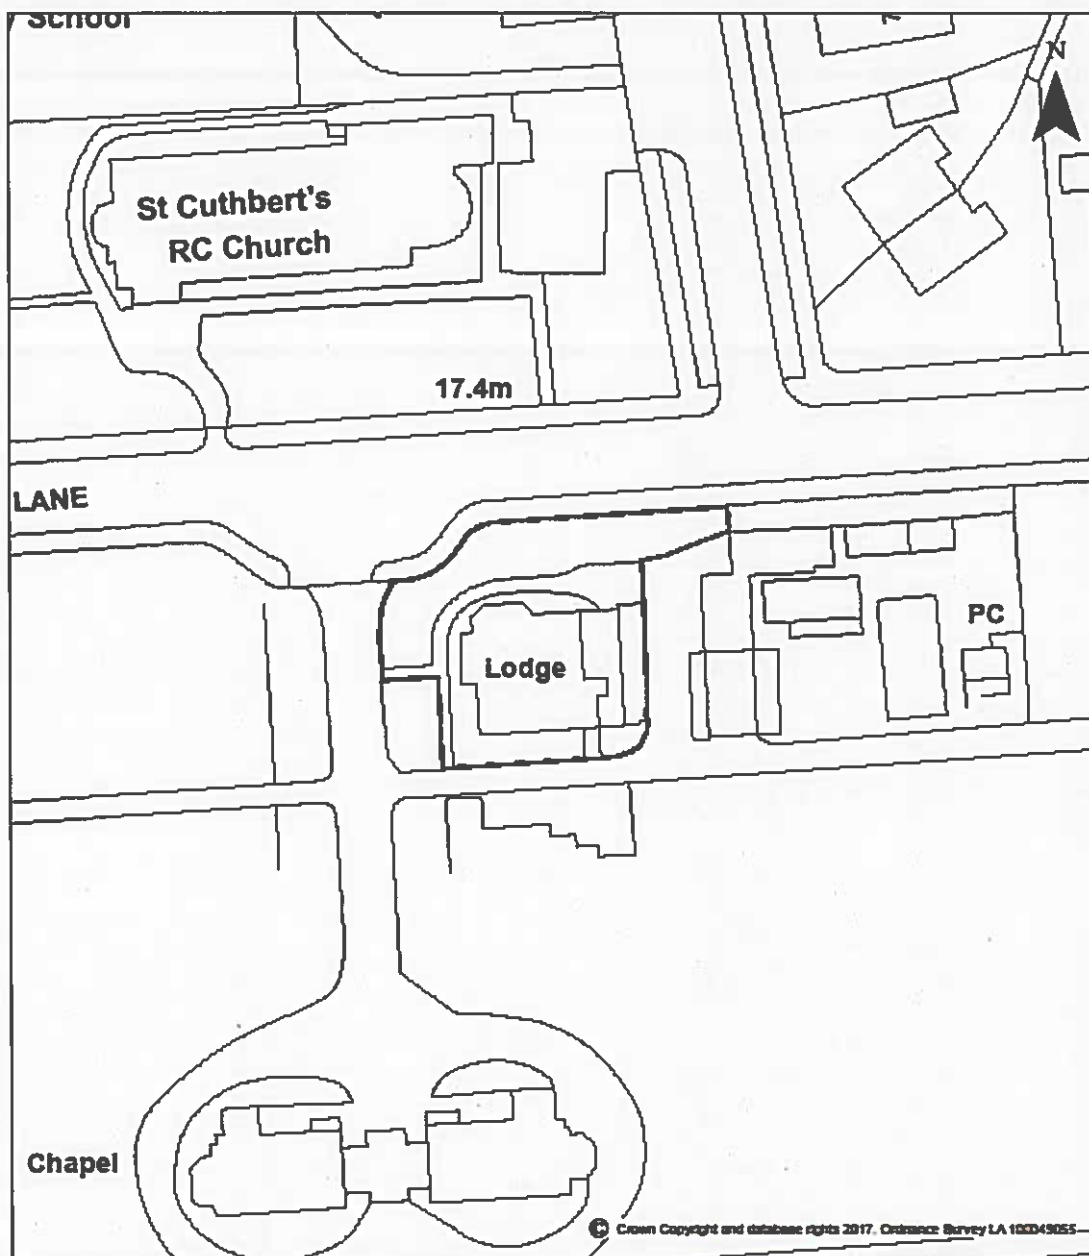 School
N
St Cuthbert's
RC Church
17.4m
LANE
PC
Lodge
Chapel
© Crown Copyright and database rights 2017. Ordnance Survey LA 100049055